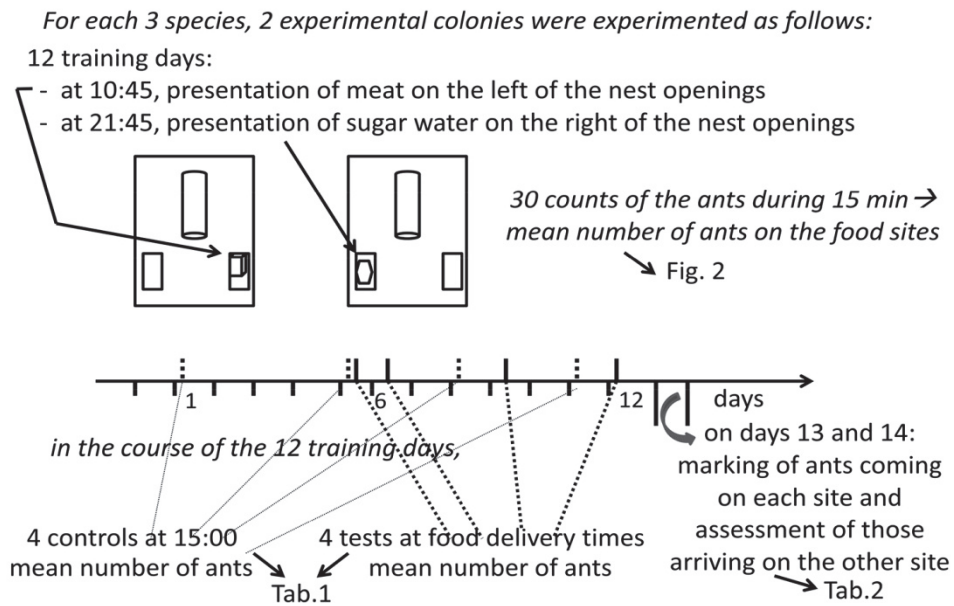 For each 3 species, 2 experimental colonies were experimented as follows:
12 training days:
- at 10:45, presentation of meat on the left of the nest openings
- at 21:45, presentation of sugar water on the right of the nest openings
30 counts of the ants during 15 min →
mean number of ants on the food sites
Fig. 2
1
6
12
days
in the course of the 12 training days,
on days 13 and 14:
marking of ants coming
on each site and
assessment of those
arriving on the other site
Tab.2
4 controls at 15:00
mean number of ants
4 tests at food delivery times
mean number of ants
Tab.1